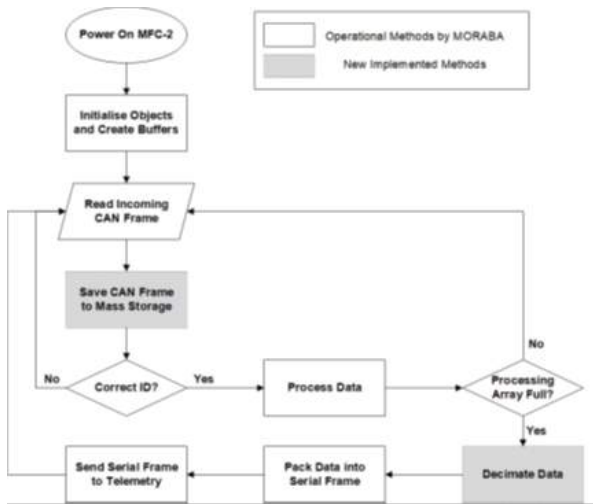 Power On MFC-2
Operational Methods by MORABA
New Implemented Methods
Initialise Objects
and Create Buffers
Read Incoming
CAN Frame
Save CAN Frame
to Mass Storage
No
Correct ID?
Yes
Process Data
No
Processing
Array Full?
Yes
Send Serial Frame
to Telemetry
Pack Data into
Serial Frame
Decimate Data